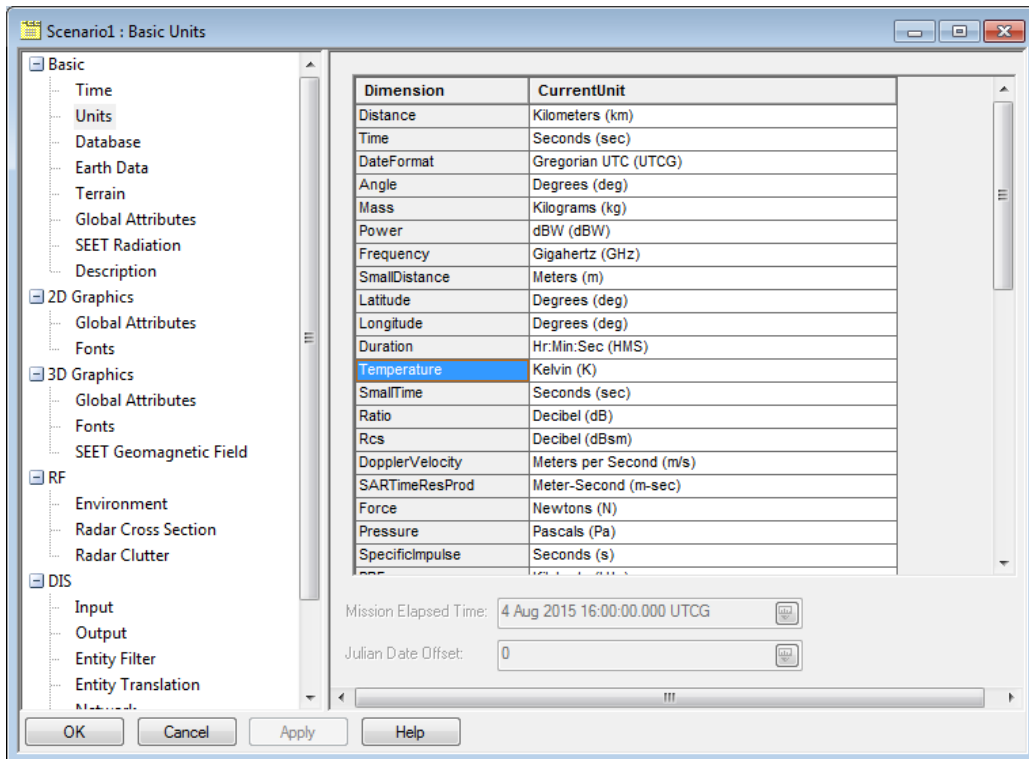 Scenario1 : Basic Units
Basic
Time
Units
Database
Earth Data
Terrain
Global Attributes
SEET Radiation
Description
2D Graphics
Global Attributes
Fonts
3D Graphics
Global Attributes
Fonts
SEET Geomagnetic Field
RF
Environment
Radar Cross Section
Radar Clutter
DIS
Input
Output
Entity Filter
Entity Translation
Dimension CurrentUnit
Distance Kilometers (km)
Time Seconds (sec)
DateFormat Gregorian UTC (UTCG)
Angle Degrees (deg)
Mass Kilograms (kg)
Power dBW (dBW)
Frequency Gigahertz (GHz)
SmallDistance Meters (m)
Latitude Degrees (deg)
Longitude Degrees (deg)
Duration Hr:Min:Sec (HMS)
Temperature Kelvin (K)
SmallTime Seconds (sec)
Ratio Decibel (dB)
Rcs Decibel (dBsm)
DopplerVelocity Meters per Second (m/s)
SARTimeResProd Meter-Second (m-sec)
Force Newtons (N)
Pressure Pascals (Pa)
SpecificImpulse Seconds (s)
Mission Elapsed Time: 4 Aug 2015 16:00:00.000 UTCG
Julian Date Offset: 0
OK Cancel Apply Help